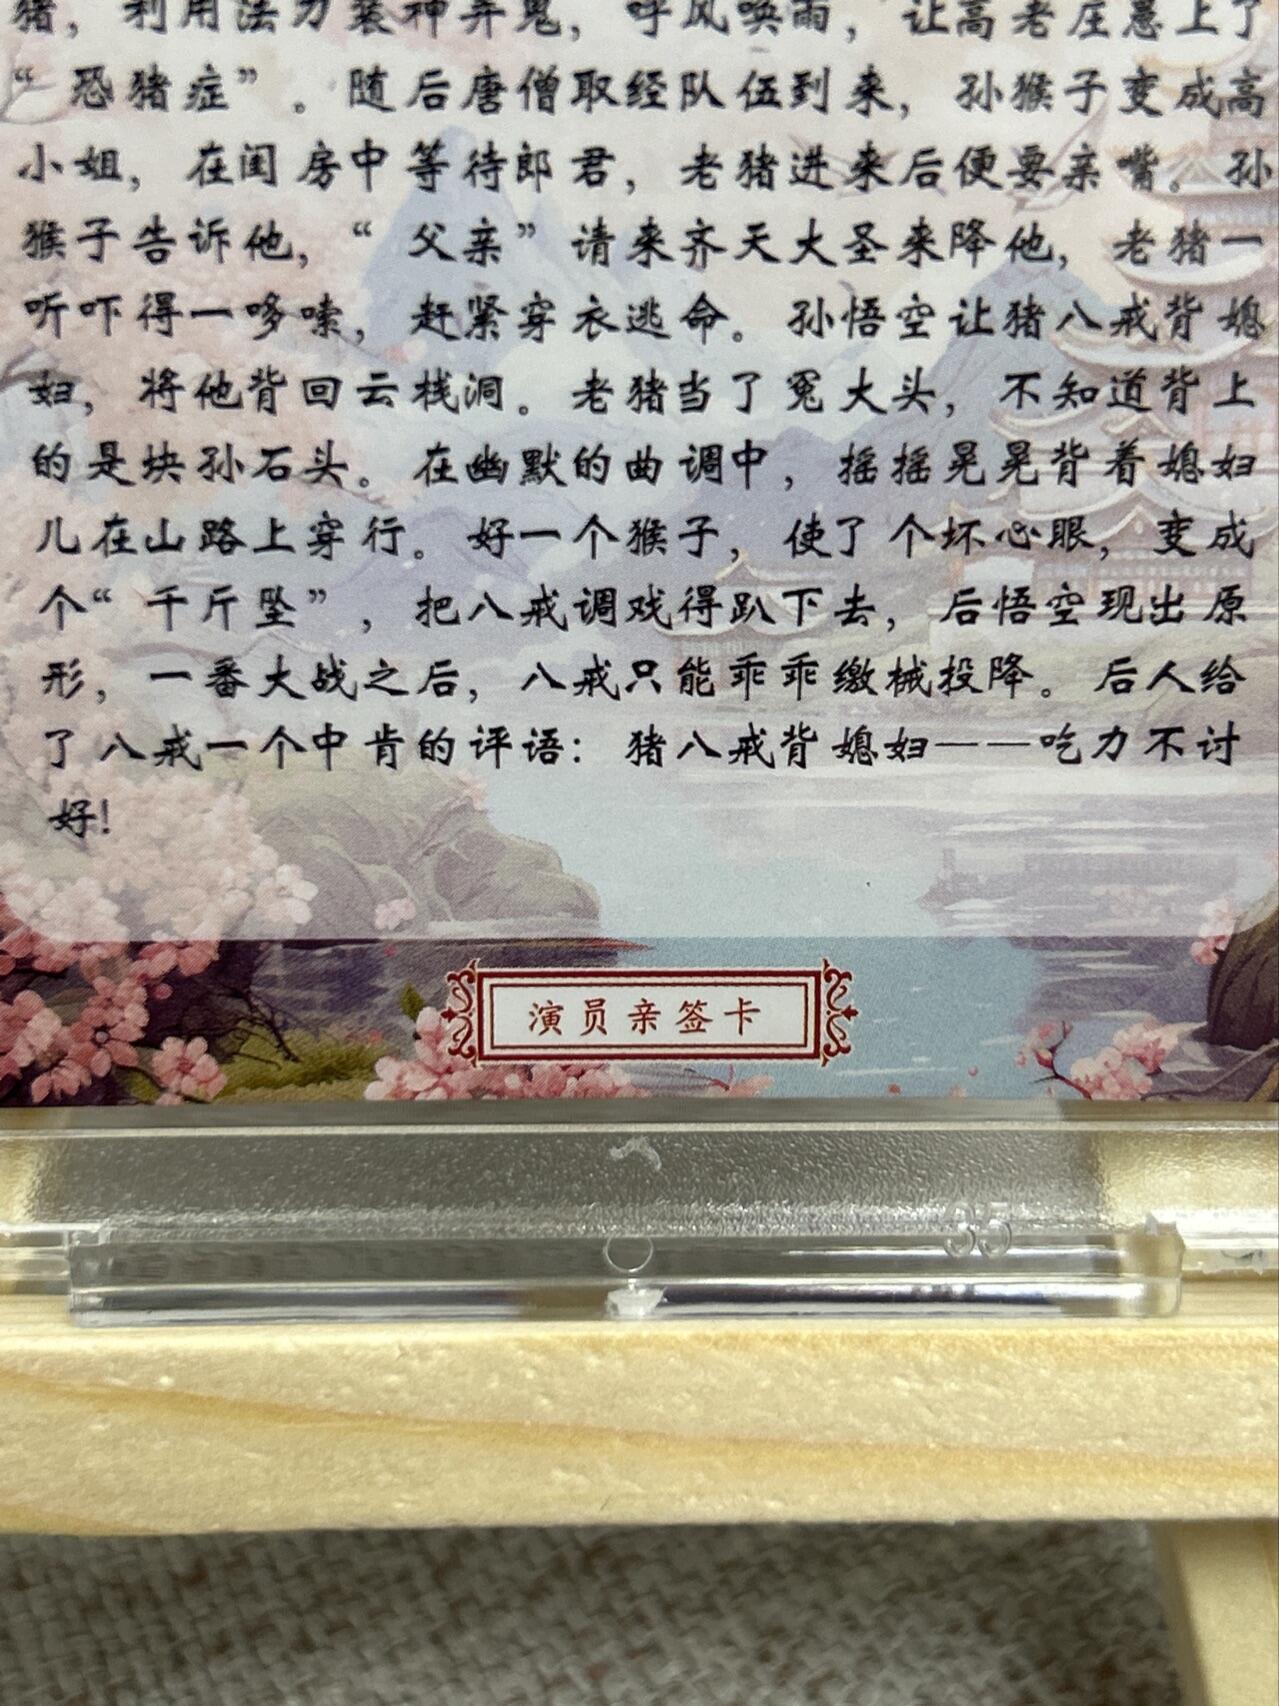 猪，利用法力装神弄鬼，呼风唤雨，让高老庄患上了
“恐猪症”。随后唐僧取经队伍到来，孙猴子变成高
小姐，在闺房中等待郎君，老猪进来后便要亲嘴。孙
猴子告诉他，“父亲”请来齐天大圣来降他，老猪一
听吓得一哆嗦，赶紧穿衣逃命。孙悟空让猪八戒背媳
妇，将他背回云栈洞。老猪当了冤大头，不知道背上
的是块孙石头。在幽默的曲调中，摇摇晃晃背着媳妇
儿在山路上穿行。好一个猴子，使了个坏心眼，变成
个“千斤坠”，把八戒调戏得趴下去，后悟空现出原
形，一番大战之后，八戒只能乖乖缴械投降。后人给
了八戒一个中肯的评语：猪八戒背媳妇——吃力不讨
好！
演员亲签卡
35